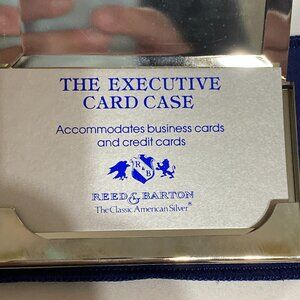 THE EXECUTIVE
CARD CASE
Accommodates business cards
and credit cards
R & B
REED & BARTON
The Classic American Silver®